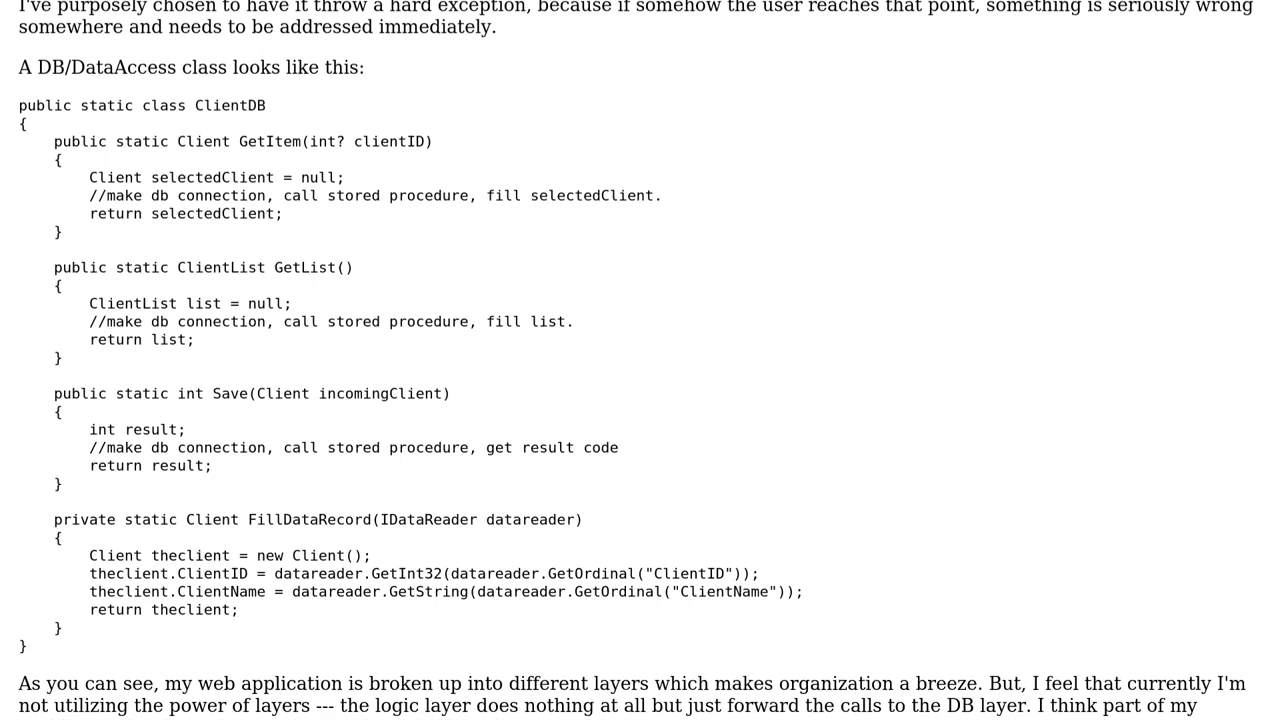 I've purposely chosen to have it throw a hard exception, because if somehow the user reaches that point, something is seriously wrong
somewhere and needs to be addressed immediately.
A DB/DataAccess class looks like this:
public static class ClientDB
{
    public static Client GetItem(int? clientID)
    {
        Client selectedClient = null;
        //make db connection, call stored procedure, fill selectedClient.
        return selectedClient;
    }
    public static ClientList GetList()
    {
        ClientList list = null;
        //make db connection, call stored procedure, fill list.
        return list;
    }
    public static int Save(Client incomingClient)
    {
        int result;
        //make db connection, call stored procedure, get result code
        return result;
    }
    private static Client FillDataRecord(IDataReader datareader)
    {
        Client theclient = new Client();
        theclient.ClientID = datareader.GetInt32(datareader.GetOrdinal("ClientID"));
        theclient.ClientName = datareader.GetString(datareader.GetOrdinal("ClientName"));
        return theclient;
    }
}
As you can see, my web application is broken up into different layers which makes organization a breeze. But, I feel that currently I'm
not utilizing the power of layers --- the logic layer does nothing at all but just forward the calls to the DB layer. I think part of my